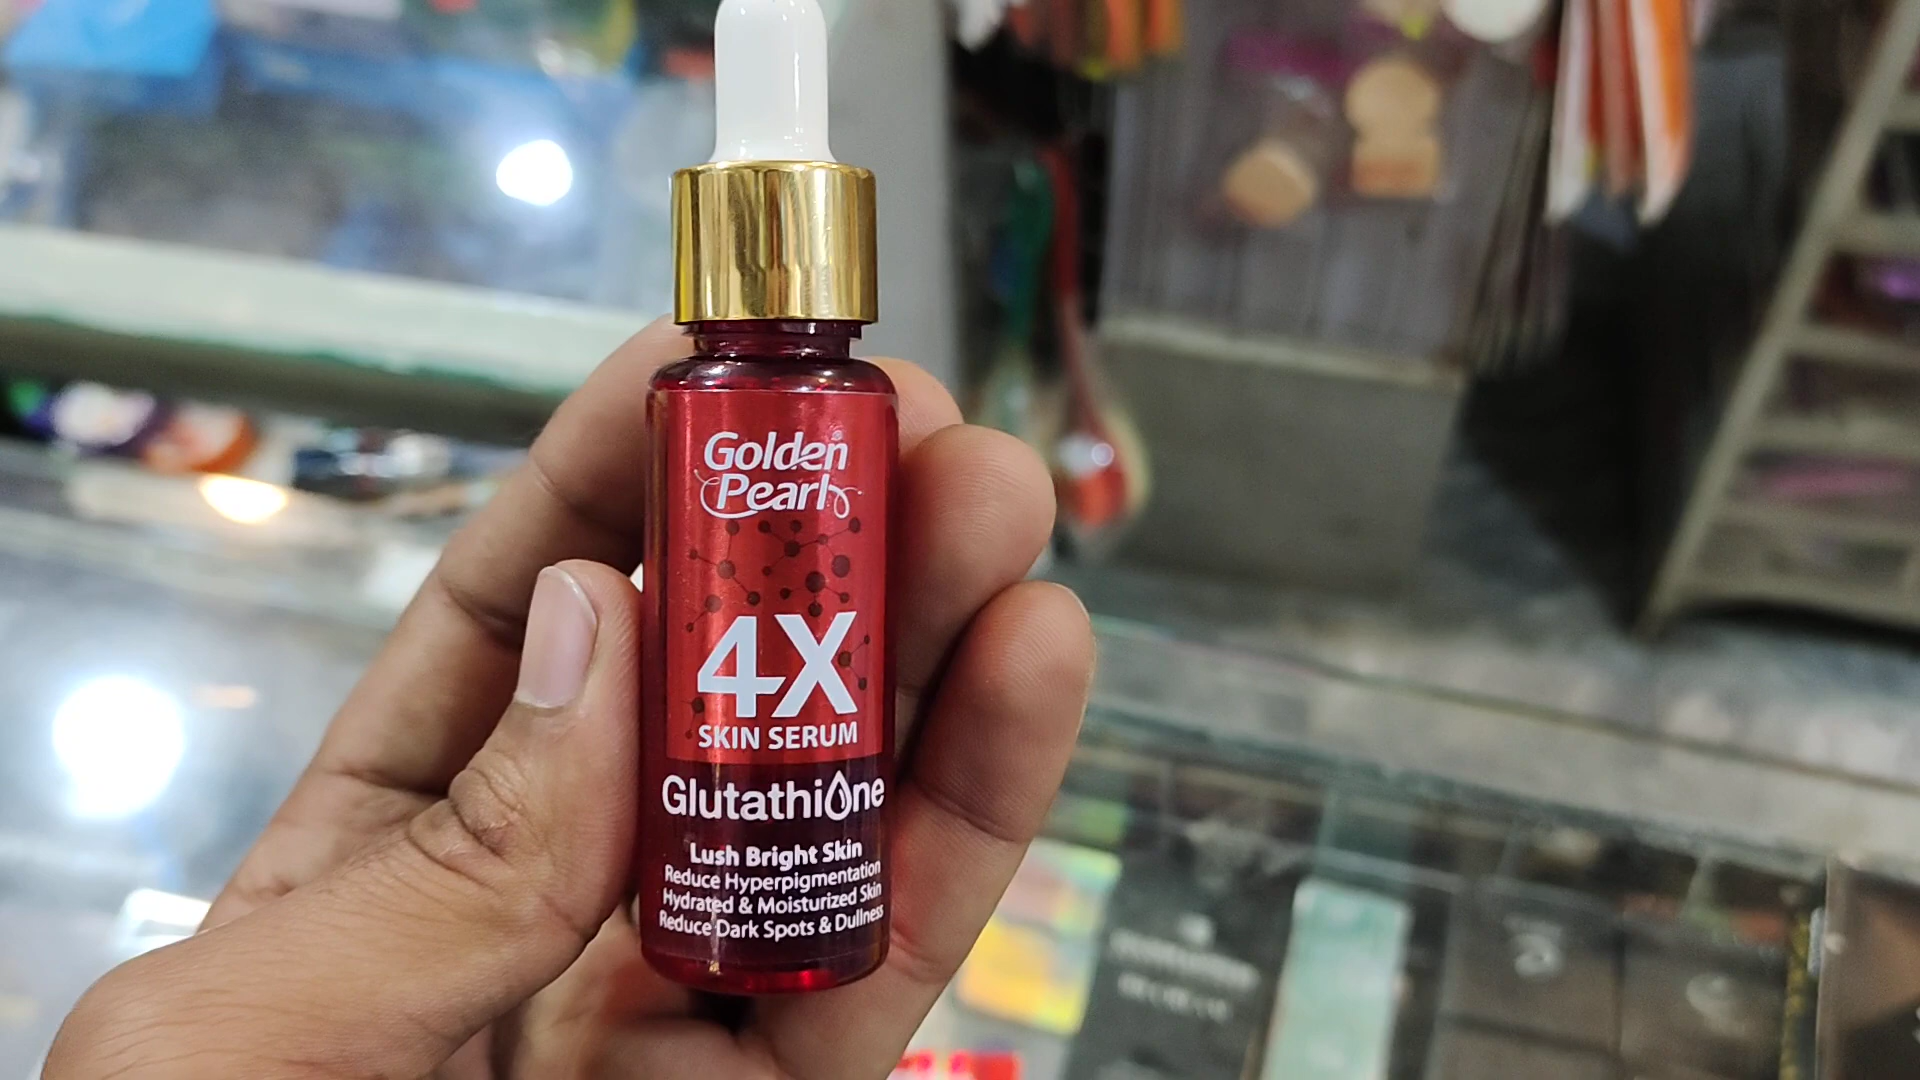 Golden®
Pearl
4X
SKIN SERUM
Glutathione
Lush Bright Skin
Reduce Hyperpigmentation
Hydrated & Moisturized Skin
Reduce Dark Spots & Dullness